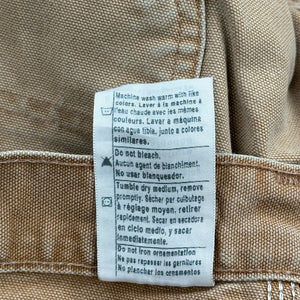 Machine wash warm with like
colors. Laver à la machine à
l'eau chaude avec les mêmes
couleurs. Lavar a máquina
con agua tibia, junto a colores
similares.
Do not bleach.
Aucun agent de blanchiment.
No usar blanqueador.
Tumble dry medium, remove
promptly. Sécher par culbutage
à réglage moyen, retirer
rapidement. Secar en secadora
en ciclo medio, y sacar
inmediatamente.
Do not iron ornamentation
Ne pas repasser les garnitures
No planchar los ornamentos